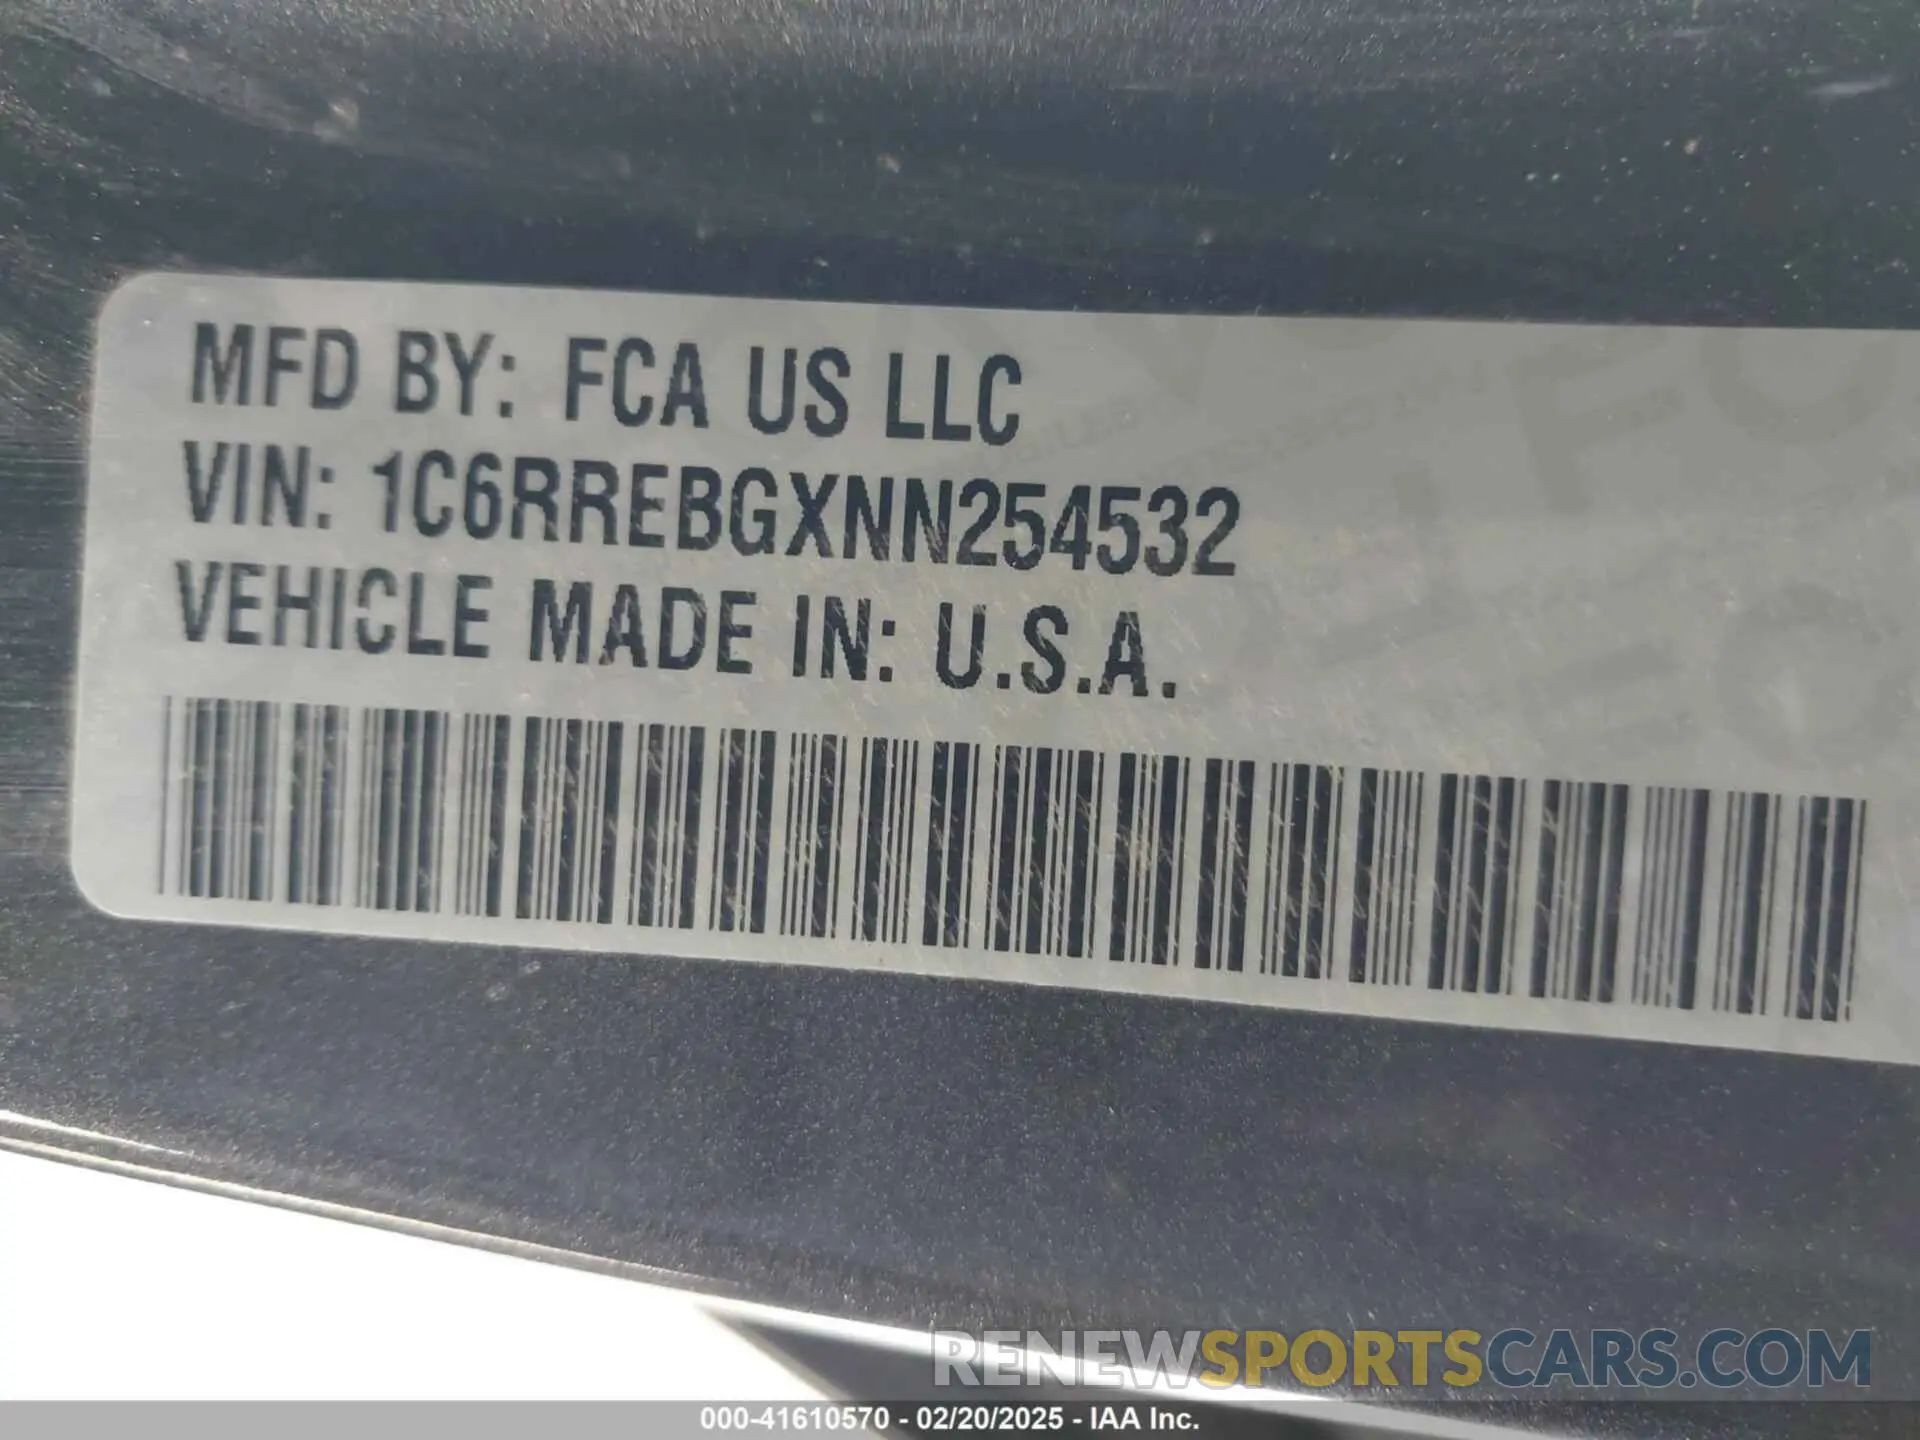 MFD BY: FCA US LLC
VIN: 1C6RREBGXNN254532
VEHICLE MADE IN: U.S.A.
RENEWSPORTSCARS.COM
000-41610570 - 02/20/2025 - IAA Inc.